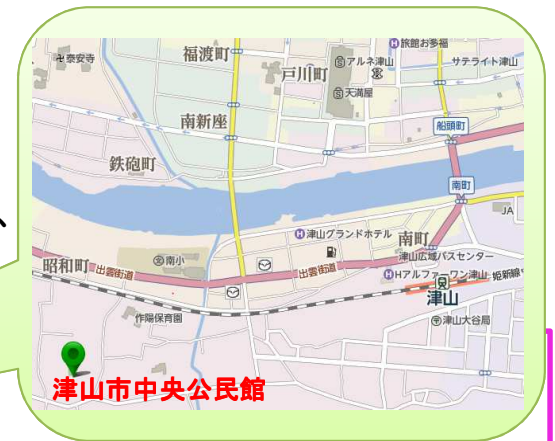 旅館お多福
福渡町
泰安寺
アルネ津山
サテライト津山
戸川町
天満屋
南新座
船頭町
鉄砲町
南町
JA
津山グランドホテル
南町
津山広域バスセンター
昭和町
出雲街道
南小
出雲街道
Hアルファーワン津山
姫新線
津山
作陽保育園
津山大谷局
津山市中央公民館